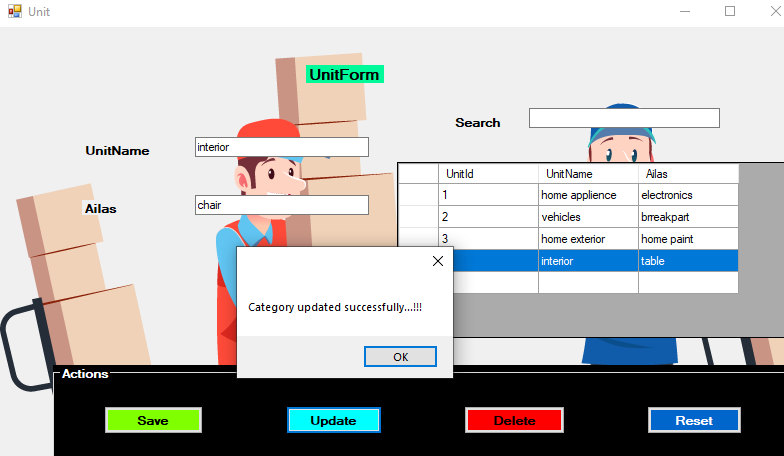 Unit
UnitForm
Search
UnitName
interior
Ailas
chair
UnitId UnitName Ailas
1 home applience electronics
2 vehicles brreakpart
3 home exterior home paint
interior table
Category updated successfully...!!!
OK
Actions
Save Update Delete Reset